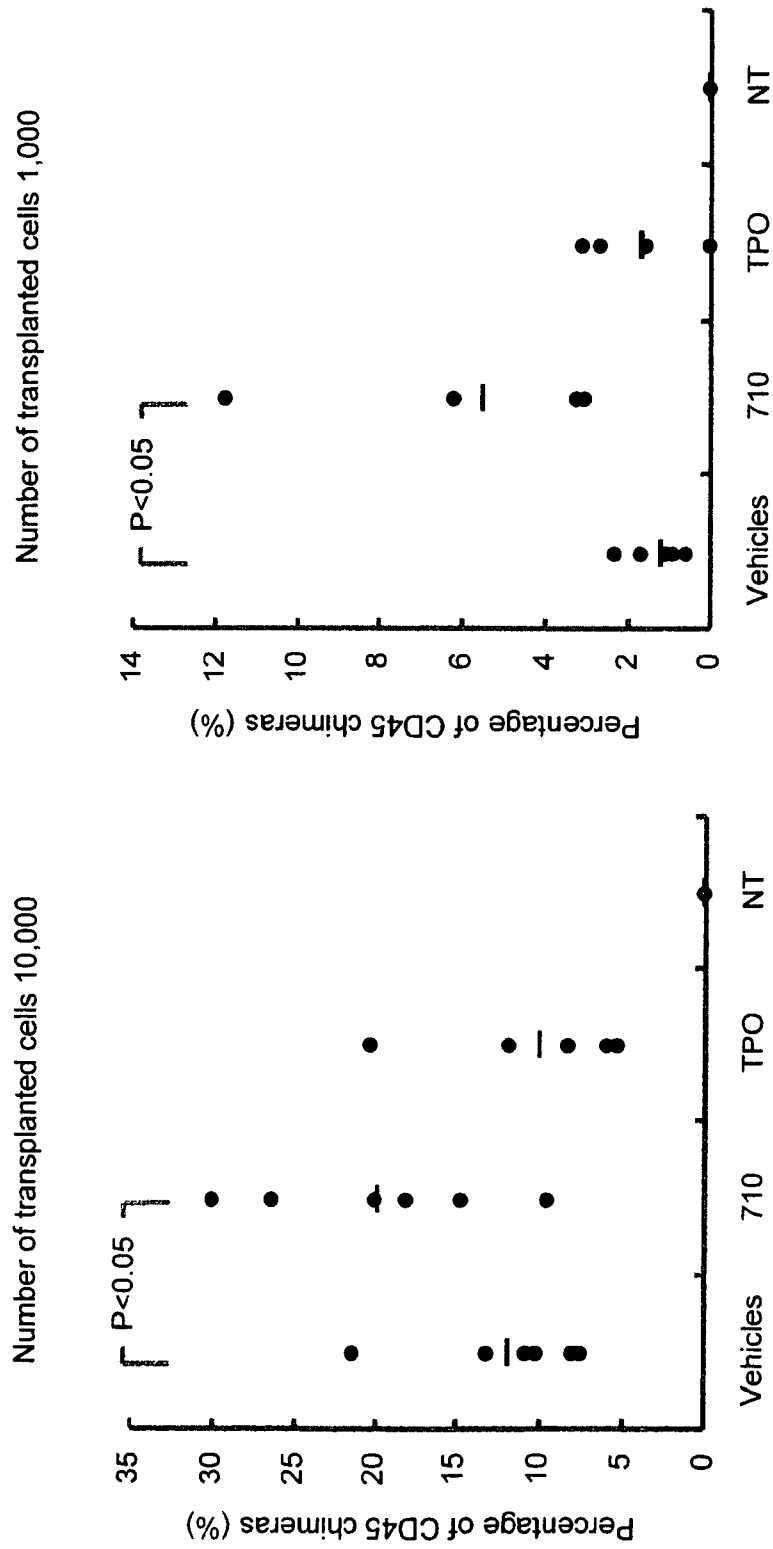 Number of transplanted cells 10,000
P<0.05
35
30
25
20
15
10
5
0
Percentage of CD45 chimeras (%)
Vehicles 710 TPO NT
Number of transplanted cells 1,000
P<0.05
14
12
10
8
6
4
2
0
Percentage of CD45 chimeras (%)
Vehicles 710 TPO NT